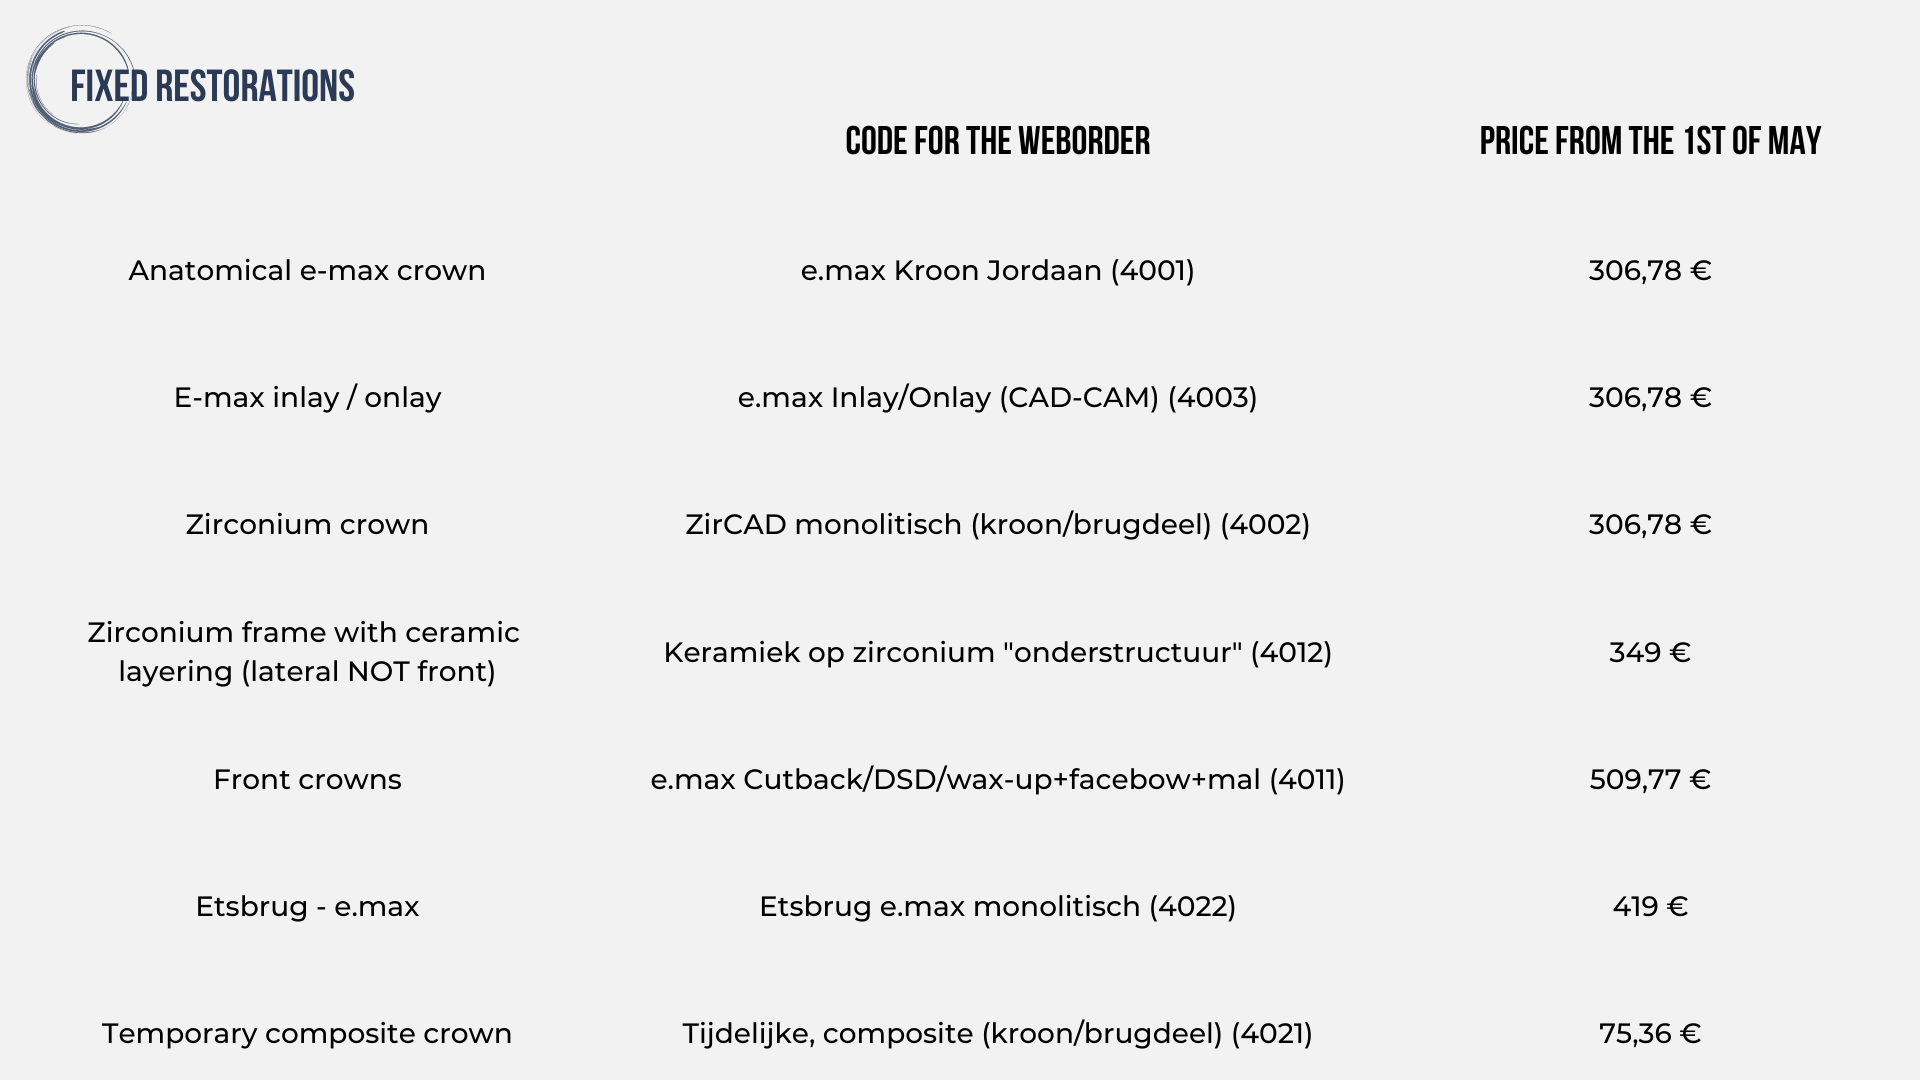 FIXED RESTORATIONS
CODE FOR THE WEBORDER PRICE FROM THE 1ST OF MAY
Anatomical e-max crown e.max Kroon Jordaan (4001) 306,78 €
E-max inlay / onlay e.max Inlay/Onlay (CAD-CAM) (4003) 306,78 €
Zirconium crown ZirCAD monolitisch (kroon/brugdeel) (4002) 306,78 €
Zirconium frame with ceramic
layering (lateral NOT front) Keramiek op zirconium "onderstructuur" (4012) 349 €
Front crowns e.max Cutback/DSD/wax-up+facebow+mal (4011) 509,77 €
Etsbrug - e.max Etsbrug e.max monolitisch (4022) 419 €
Temporary composite crown Tijdelijke, composite (kroon/brugdeel) (4021) 75,36 €